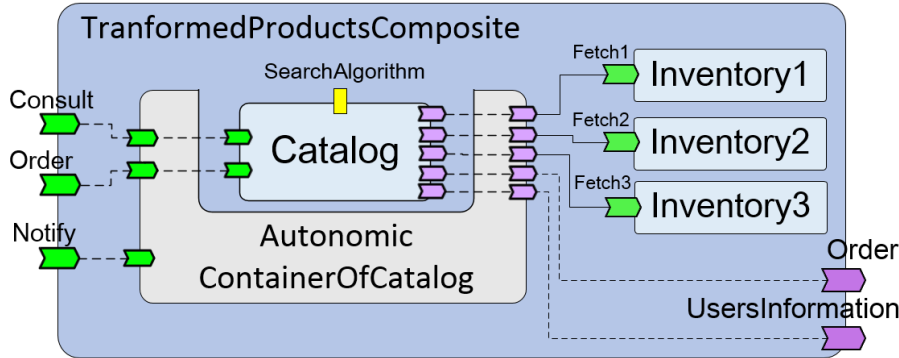 TranformedProductsComposite
SearchAlgorithm
Fetch1
Inventory1
Consult
Catalog
Fetch2
Inventory2
Order
Fetch3
Inventory3
Notify
Autonomic
ContainerOfCatalog
Order
UsersInformation